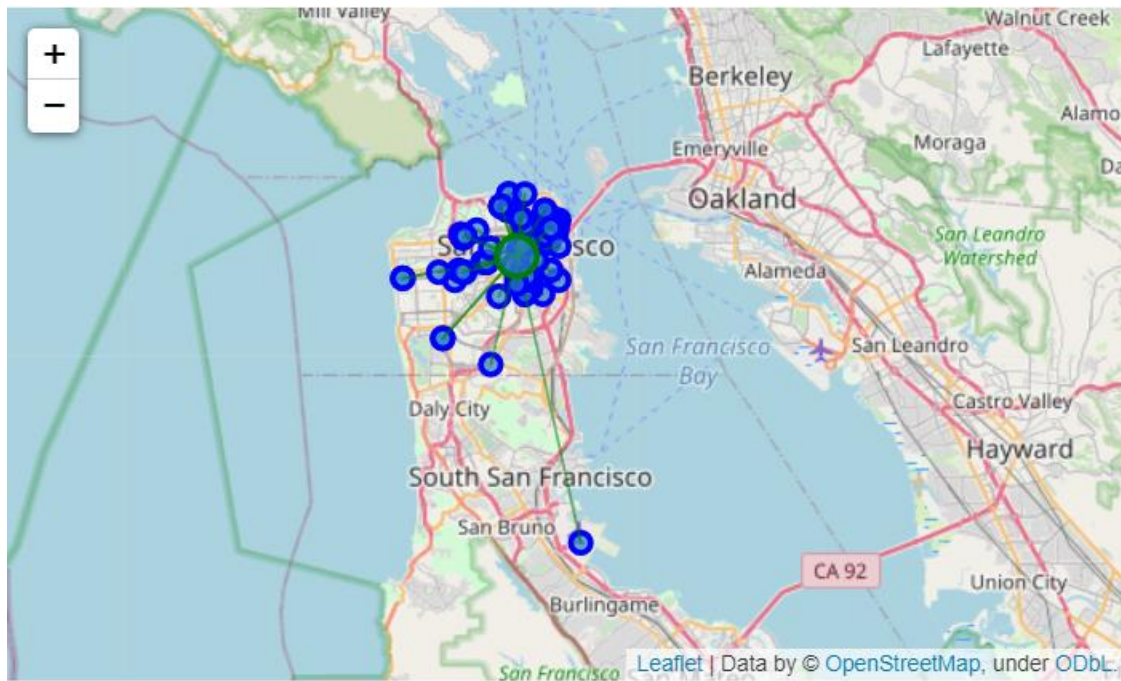 Mill Valley
Walnut Creek
+
Lafayette
−
Berkeley
Alamo
Moraga
Emeryville
Da
Oakland
San Leandro
Watershed
San
sco
Alameda
San Francisco
Bay
San Leandro
Castro Valley
Daly City
Hayward
South San Francisco
San Bruno
CA 92
Union City
Burlingame
San Francisco
Leaflet | Data by © OpenStreetMap, under ODbL.